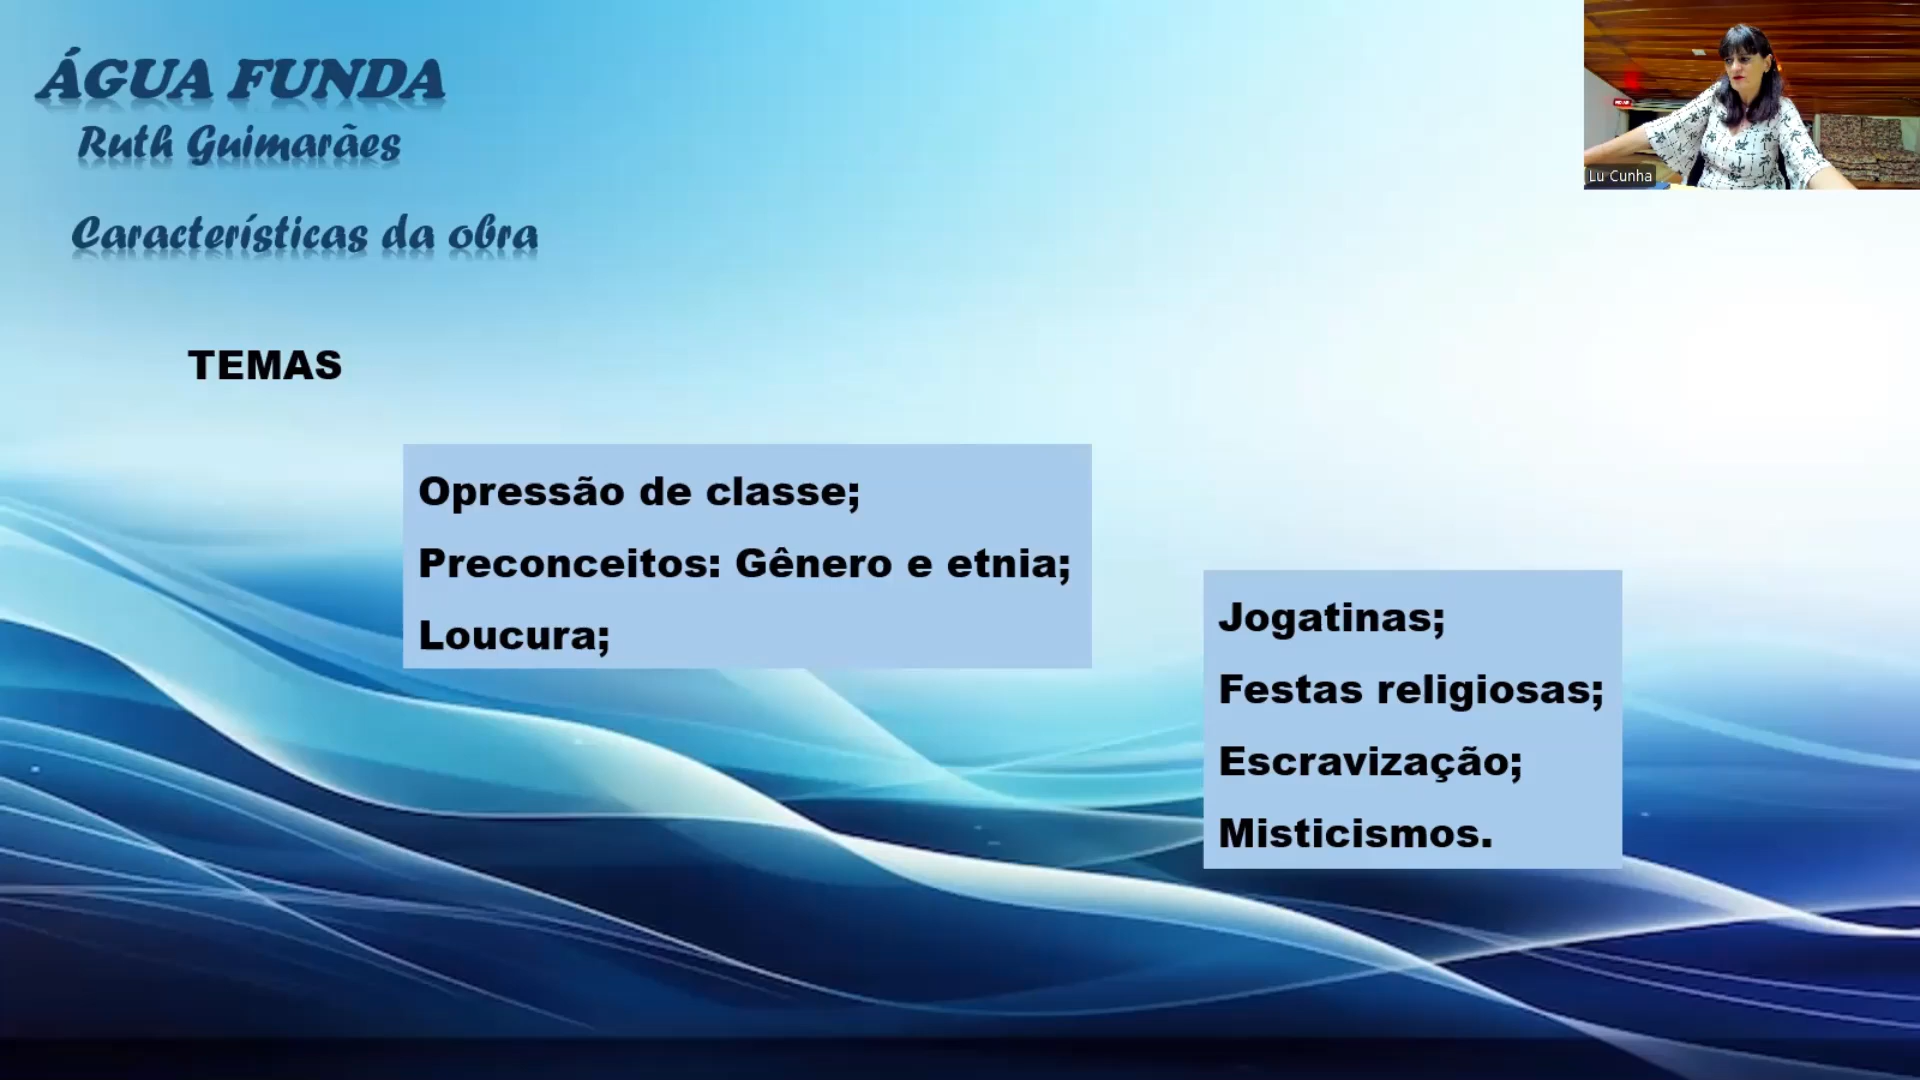 ÁGUA FUNDA
Ruth Guimarães
Características da obra
TEMAS
Opressão de classe;
Preconceitos: Gênero e etnia;
Loucura;
Jogatinas;
Festas religiosas;
Escravização;
Misticismos.
Lu Cunha